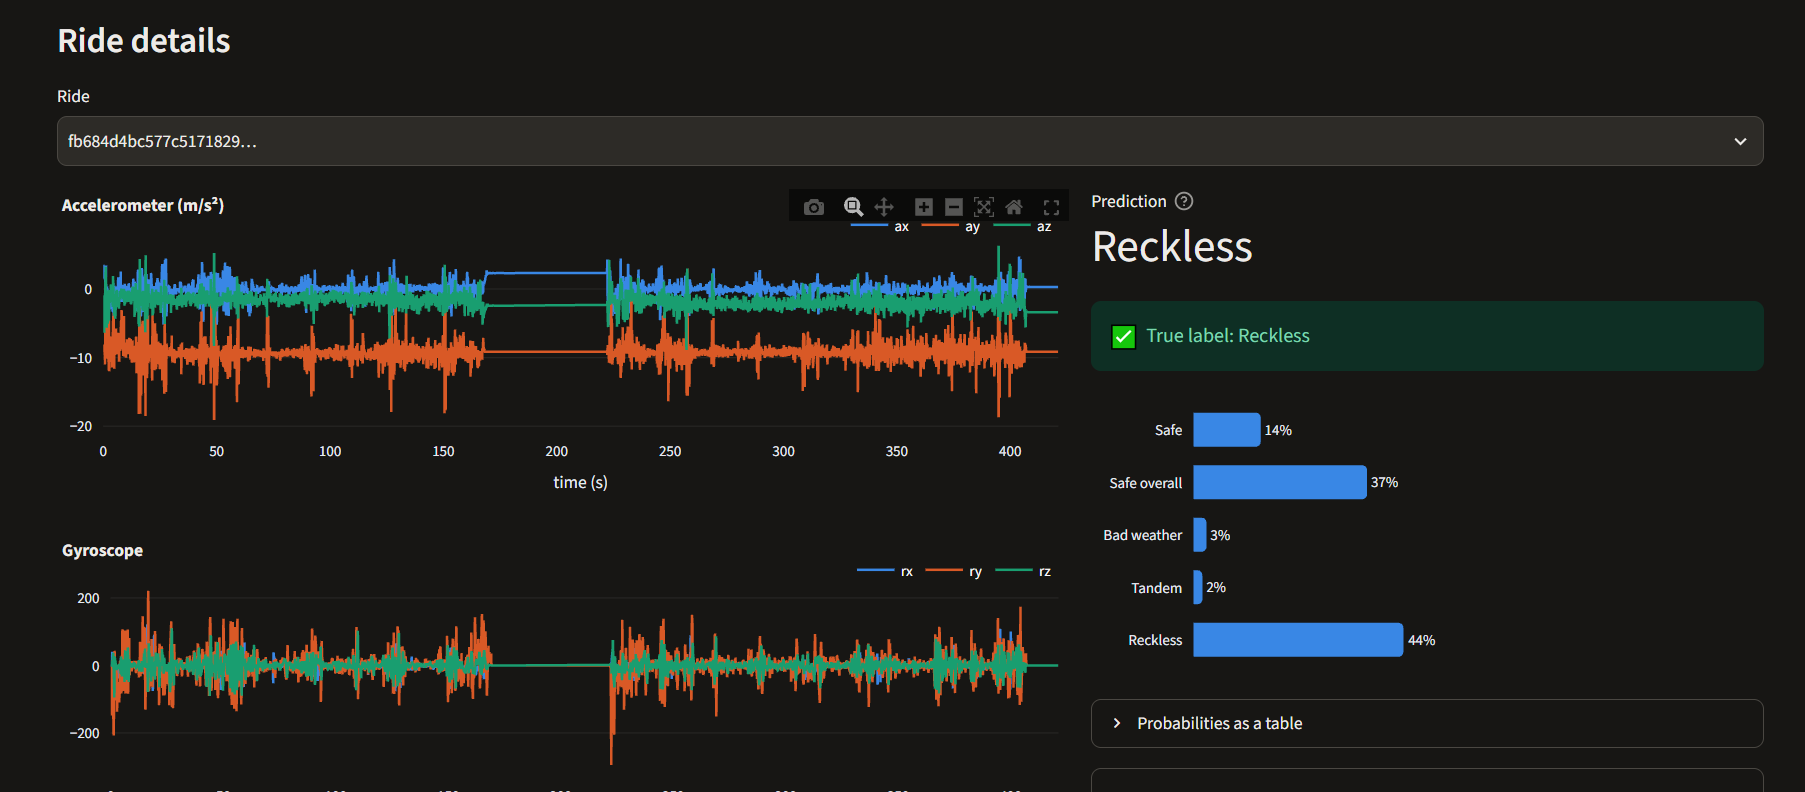 Ride details
Ride
fb684d4bc577c5171829…
Accelerometer (m/s²)
ax ay az
0
−10
−20
0 50 100 150 200 250 300 350 400
time (s)
Gyroscope
rx ry rz
200
0
−200
Prediction
Reckless
True label: Reckless
Safe 14%
Safe overall 37%
Bad weather 3%
Tandem 2%
Reckless 44%
Probabilities as a table